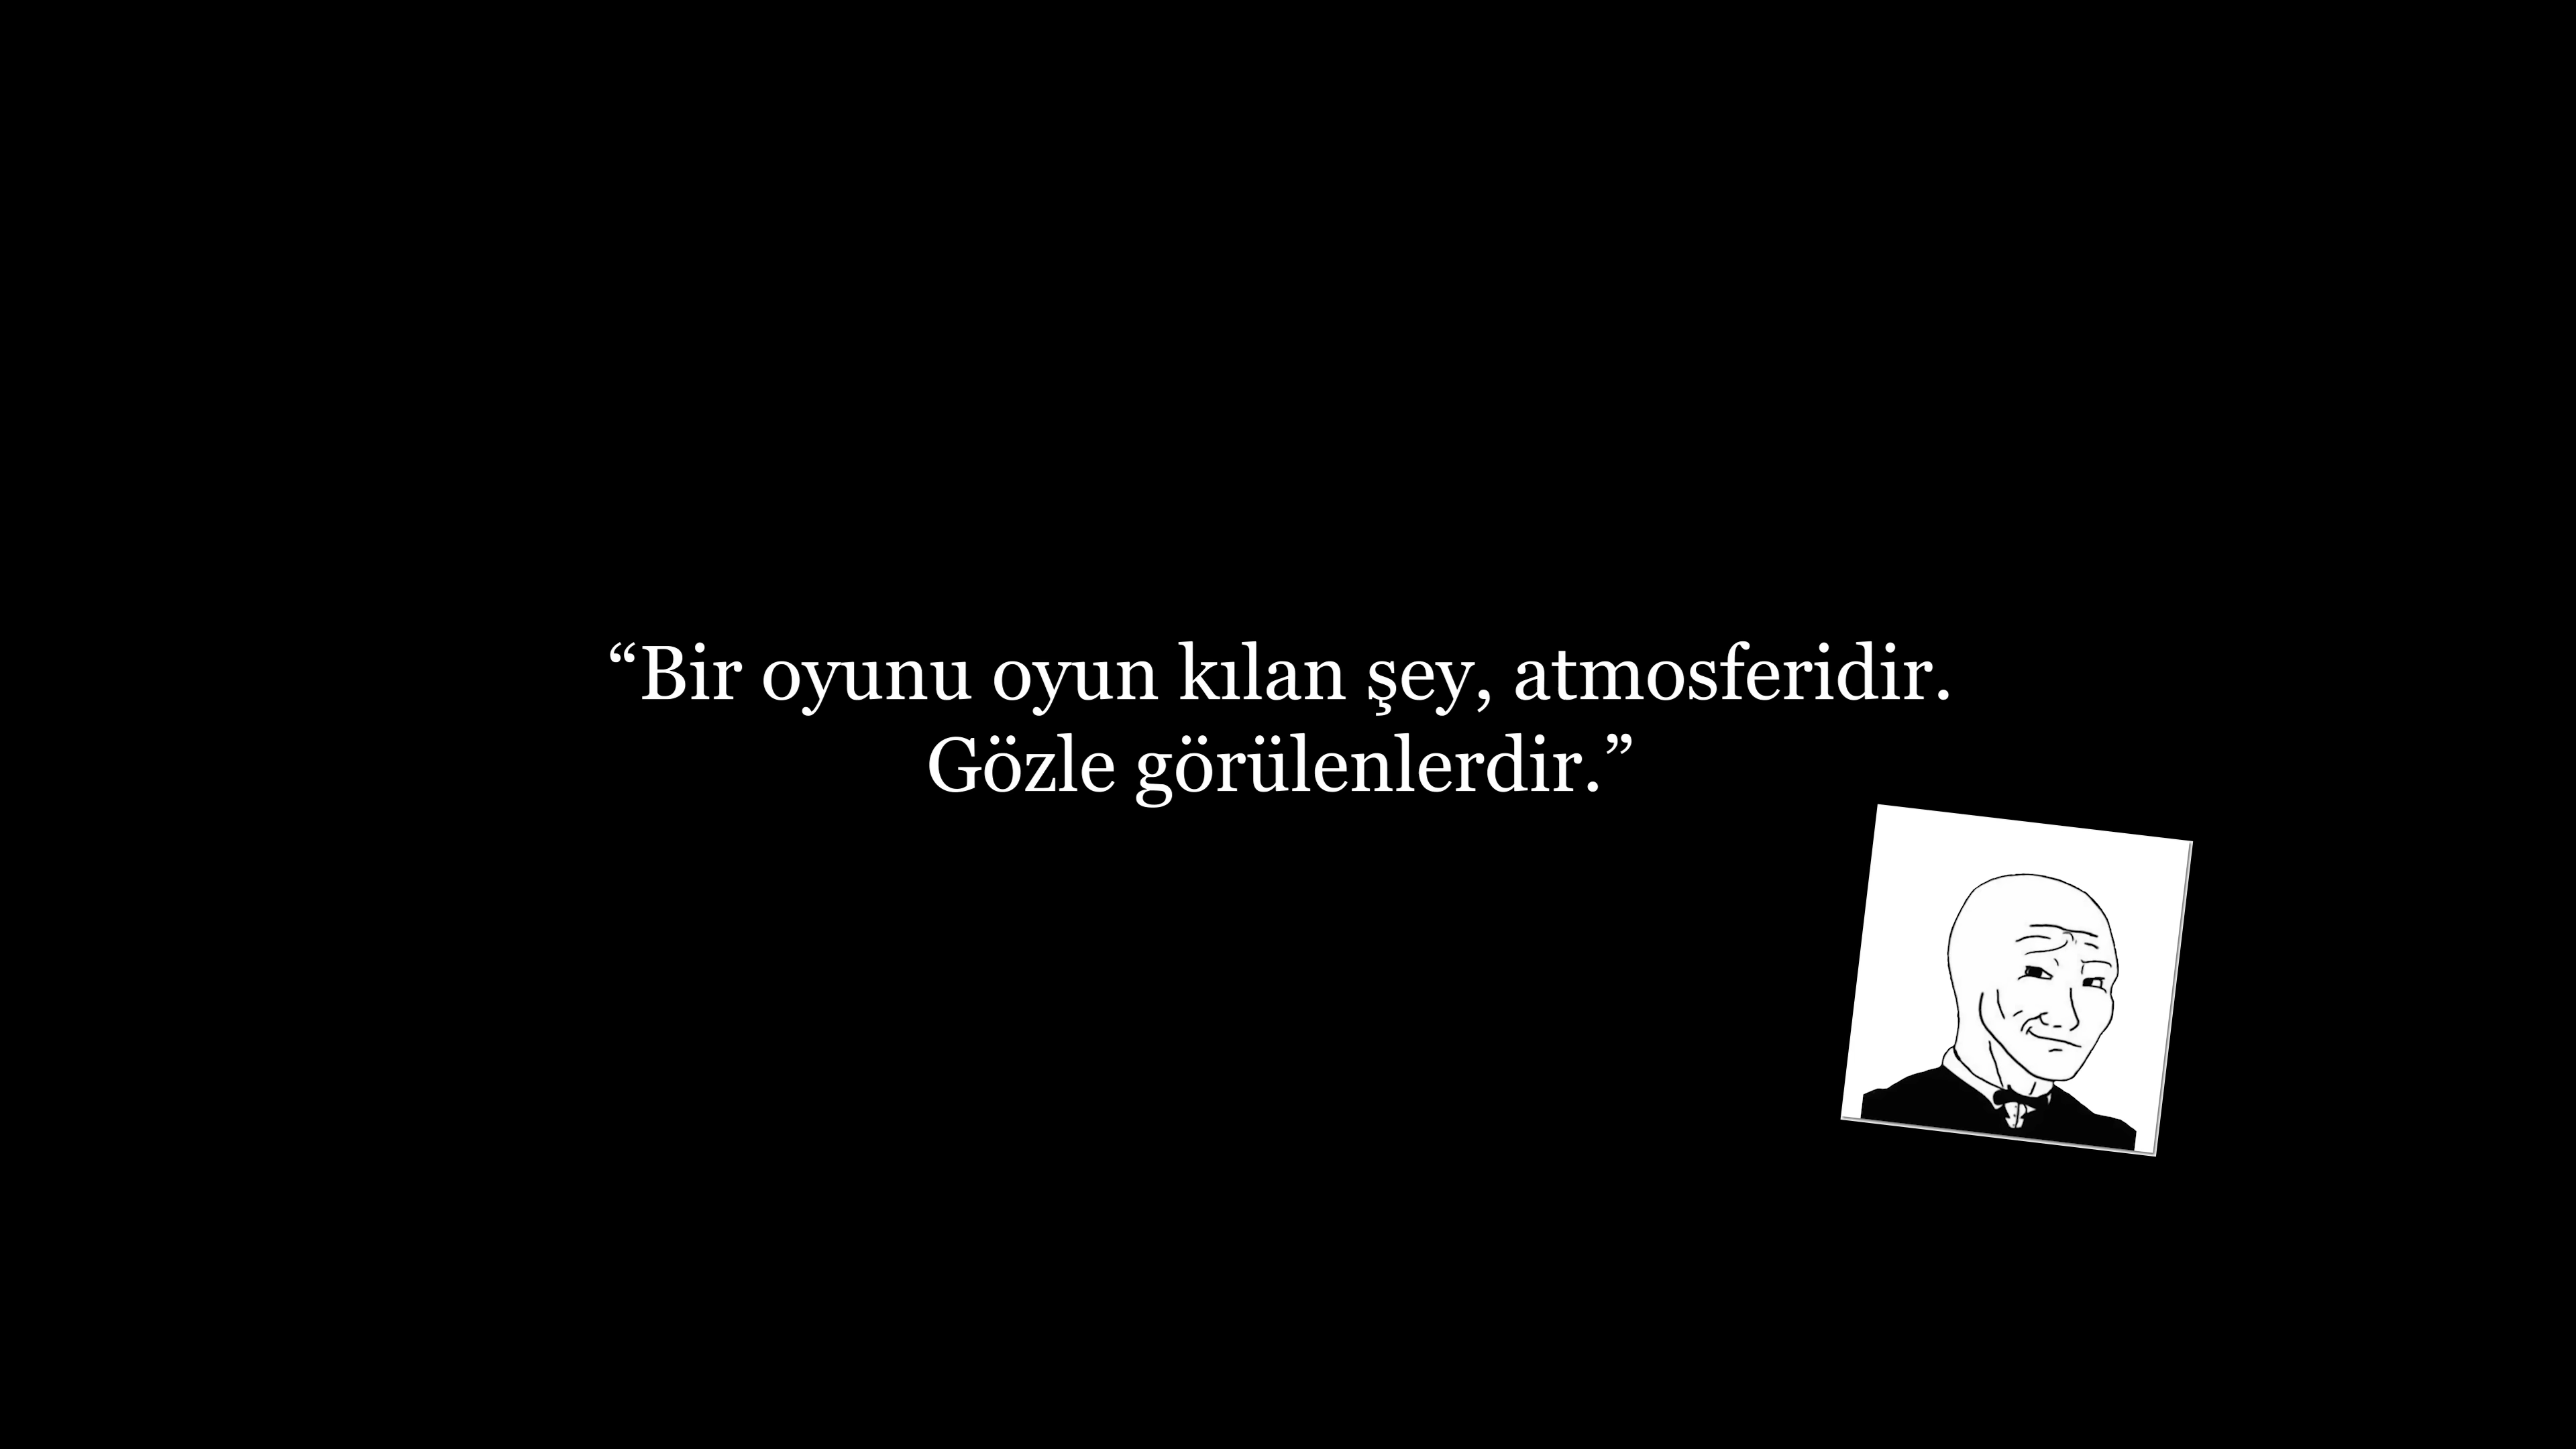 “Bir oyunu oyun kılan şey, atmosferidir.
Gözle görülenlerdir.”